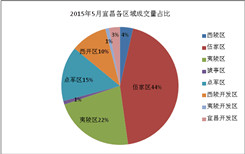 2015年5月宜昌各区域成交量占比
3%
4%
1%
西开区10%
点军区15%
1%
伍家区44%
夷陵区22%
西陵区
伍家区
夷陵区
猇亭区
点军区
西陵开发区
夷陵开发区
宜昌开发区